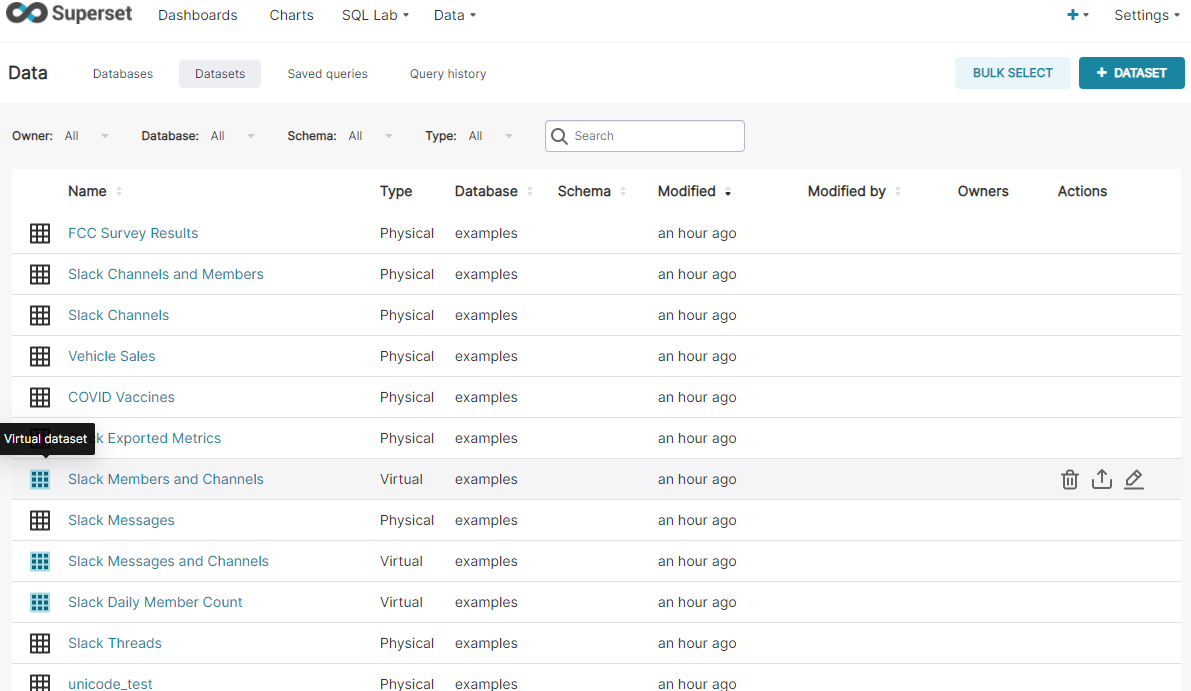 Superset Dashboards Charts SQL Lab Data Settings
Data Databases Datasets Saved queries Query history BULK SELECT + DATASET
Owner: All Database: All Schema: All Type: All Search
Name Type Database Schema Modified Modified by Owners Actions
FCC Survey Results Physical examples an hour ago
Slack Channels and Members Physical examples an hour ago
Slack Channels Physical examples an hour ago
Vehicle Sales Physical examples an hour ago
COVID Vaccines Physical examples an hour ago
Virtual dataset
k Exported Metrics Physical examples an hour ago
Slack Members and Channels Virtual examples an hour ago
Slack Messages Physical examples an hour ago
Slack Messages and Channels Virtual examples an hour ago
Slack Daily Member Count Virtual examples an hour ago
Slack Threads Physical examples an hour ago
unicode_test Physical examples an hour ago